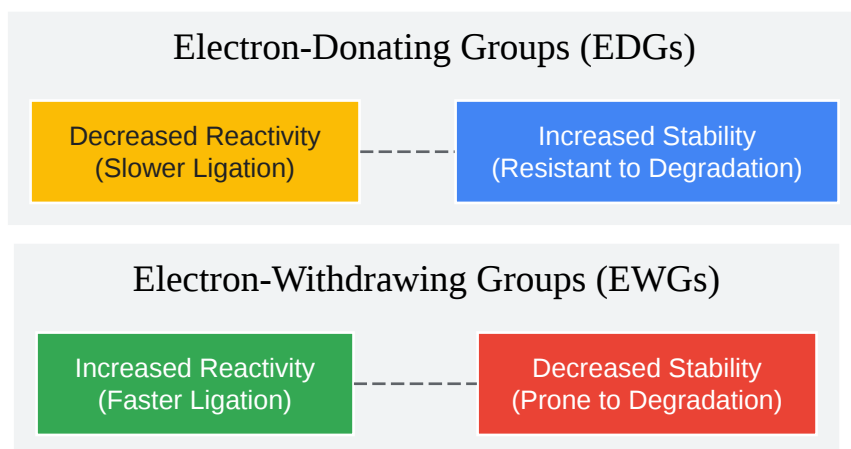 Electron-Donating Groups (EDGs)
Decreased Reactivity
(Slower Ligation)
Increased Stability
(Resistant to Degradation)
Electron-Withdrawing Groups (EWGs)
Increased Reactivity
(Faster Ligation)
Decreased Stability
(Prone to Degradation)